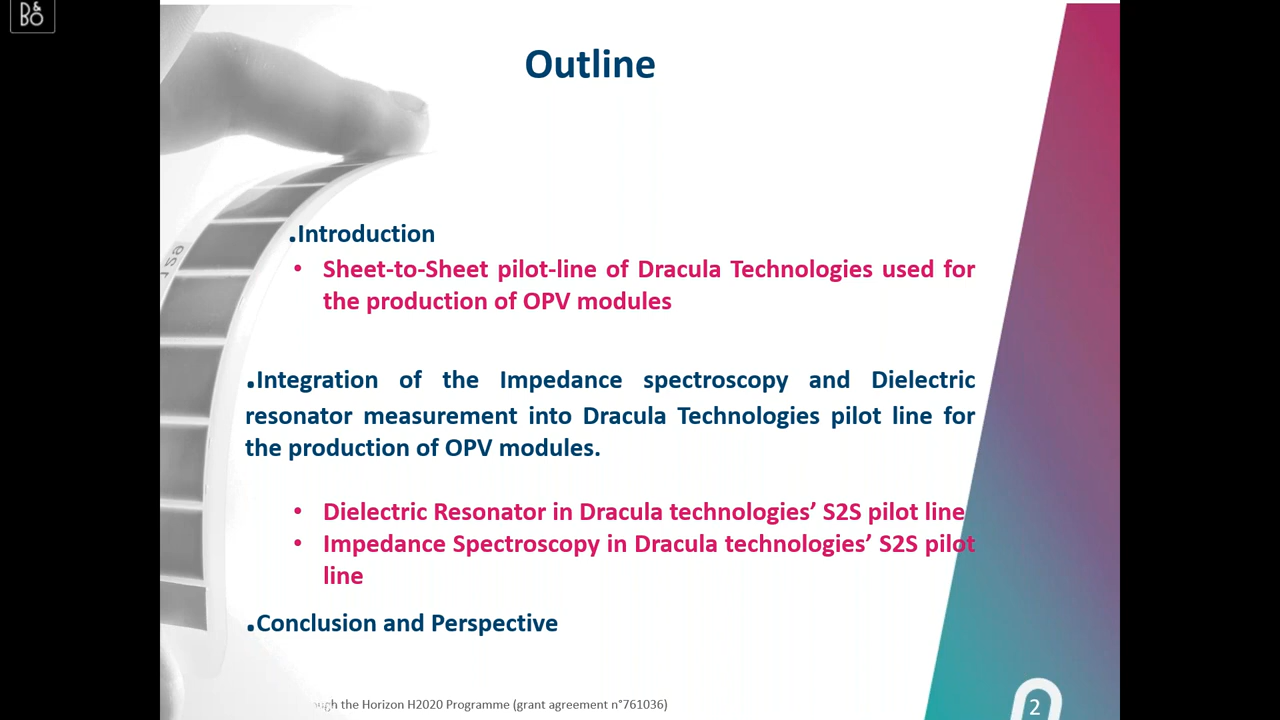 B&O
Outline
.Introduction
• Sheet-to-Sheet pilot-line of Dracula Technologies used for
the production of OPV modules
.Integration of the Impedance spectroscopy and Dielectric
resonator measurement into Dracula Technologies pilot line for
the production of OPV modules.
• Dielectric Resonator in Dracula technologies’ S2S pilot line
• Impedance Spectroscopy in Dracula technologies’ S2S pilot
line
.Conclusion and Perspective
the Horizon H2020 Programme (grant agreement n°761036)
2